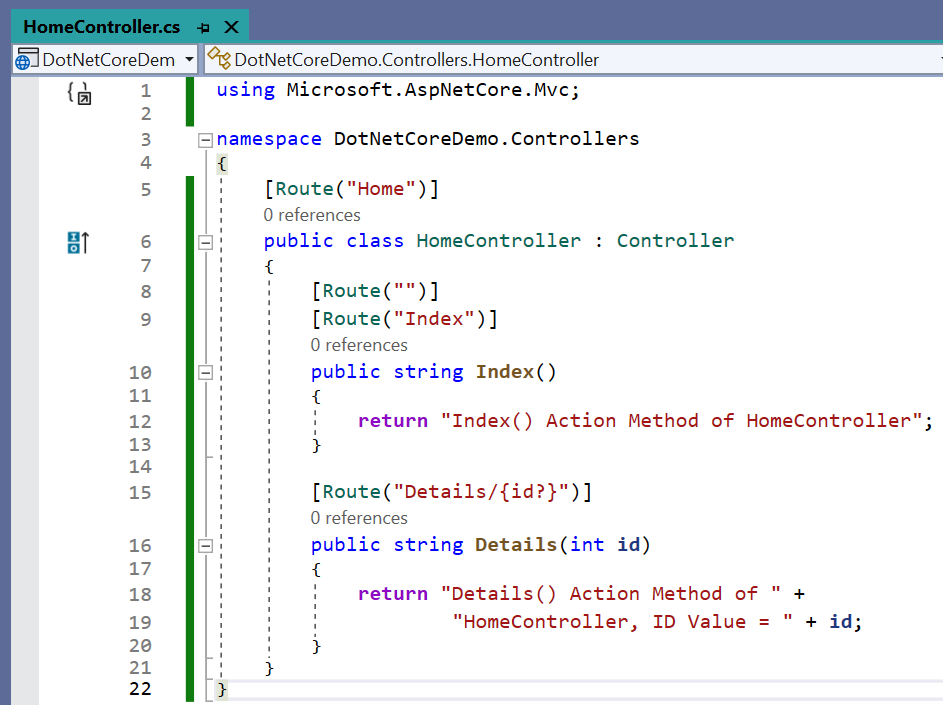 HomeController.cs
DotNetCoreDem DotNetCoreDemo.Controllers.HomeController
1 using Microsoft.AspNetCore.Mvc;
2
3 namespace DotNetCoreDemo.Controllers
4 {
5 [Route("Home")]
0 references
6 public class HomeController : Controller
7 {
8 [Route("")]
9 [Route("Index")]
0 references
10 public string Index()
11 {
12 return "Index() Action Method of HomeController";
13 }
14
15 [Route("Details/{id?}")]
0 references
16 public string Details(int id)
17 {
18 return "Details() Action Method of " +
19 "HomeController, ID Value = " + id;
20 }
21 }
22 }